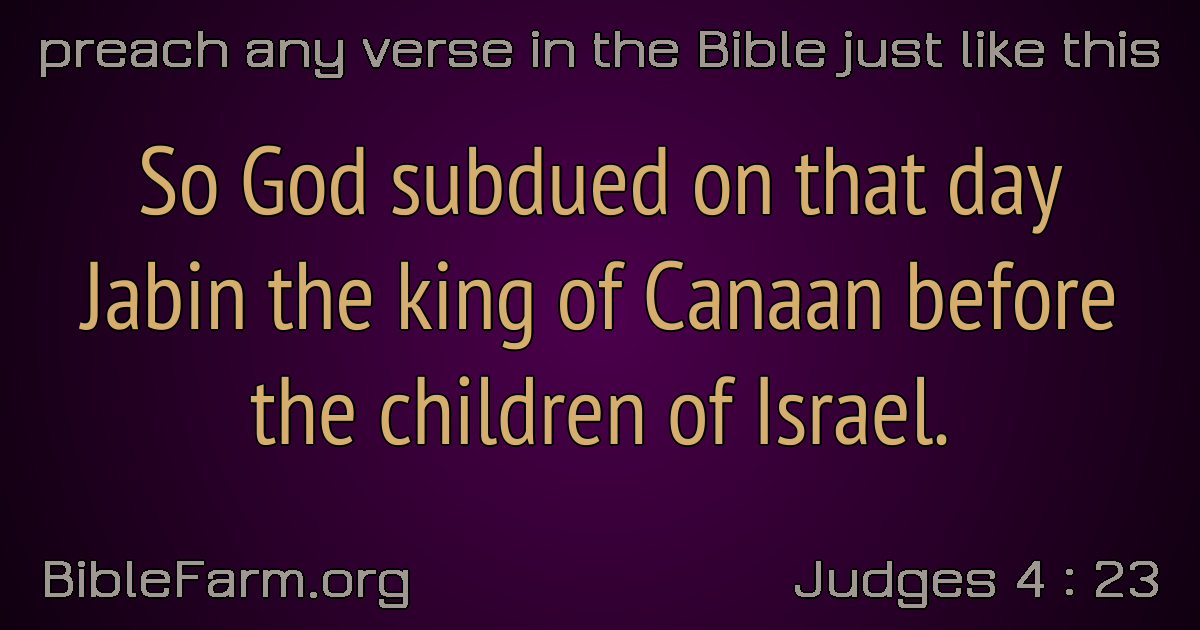 preach any verse in the Bible just like this
So God subdued on that day
Jabin the king of Canaan before
the children of Israel.
BibleFarm.org
Judges 4 : 23